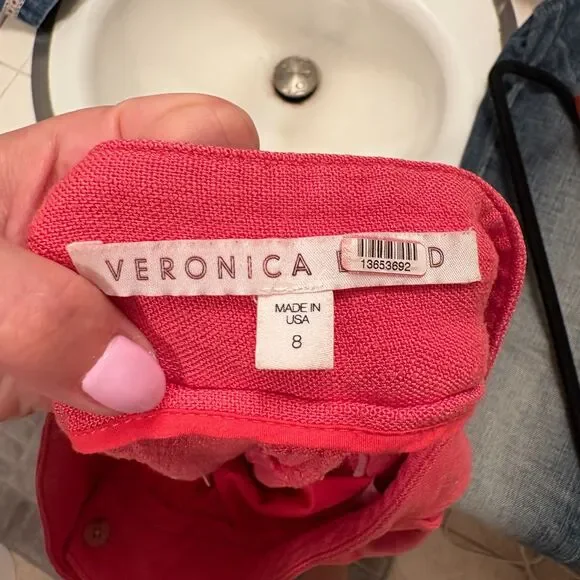 VERONICA D
13653692
MADE IN
USA
8